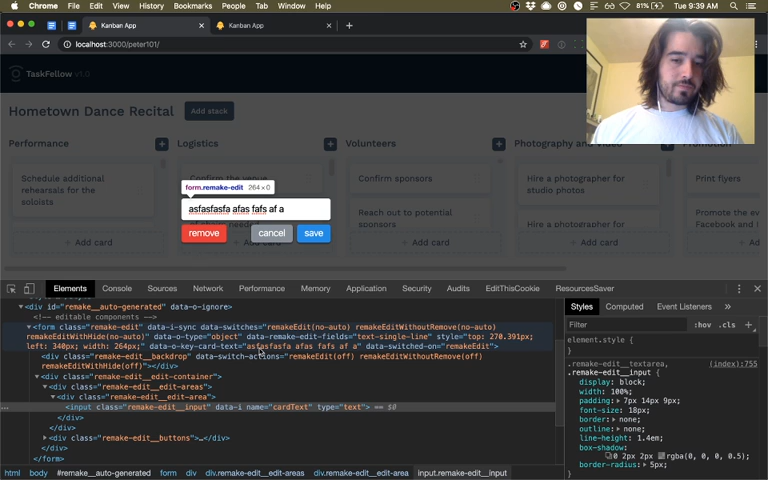 Chrome File Edit View History Bookmarks People Tab Window Help 81% Tue 9:39 AM
Kanban App Kanban App
localhost:3000/peter101/
TaskFellow v1.0
Hometown Dance Recital Add stack
Performance Logistics Volunteers Photography and Video Promotion
Schedule additional rehearsals for the soloists
Confirm the venue
Confirm sponsors
Hire a photographer for studio photos
Print flyers
form.remake-edit 264×0
asfasfasfa afas fafs af a
Reach out to potential sponsors
Hire a photographer for
Promote the
Facebook and I
remove cancel save
+ Add card + Add card + Add card + Add card
Elements Console Sources Network Performance Memory Application Security Audits EditThisCookie ResourcesSaver
<div id="remake__auto-generated" data-o-ignore>
<!-- editable components -->
<form class="remake-edit" data-i-sync data-switches="remakeEdit(no-auto) remakeEditWithoutRemove(no-auto)
remakeEditWithHide(no-auto)" data-o-type="object" data-remake-edit-fields="text-single-line" style="top: 270.391px;
left: 340px; width: 264px;" data-o-key-card-text="asfasfasfa afas fafs af a" data-switched-on="remakeEdit">
<div class="remake-edit__backdrop" data-switch-actions="remakeEdit(off) remakeEditWithoutRemove(off)
remakeEditWithHide(off)"></div>
<div class="remake-edit__edit-container">
<div class="remake-edit__edit-areas">
<div class="remake-edit__edit-area">
<input class="remake-edit__input" data-i name="cardText" type="text"> == $0
</div>
</div>
<div class="remake-edit__buttons">…</div>
</div>
</form>
html body #remake__auto-generated form div div.remake-edit__edit-areas div.remake-edit__edit-area input.remake-edit__input
Styles Computed Event Listeners »
Filter :hov .cls +
element.style {
}
.remake-edit__textarea, (index):755
.remake-edit__input {
display: block;
width: 100%;
padding: 7px 14px 9px;
font-size: 18px;
border: none;
outline: none;
line-height: 1.4em;
box-shadow:
0 2px 2px rgba(0, 0, 0, 0.5);
border-radius: 5px;